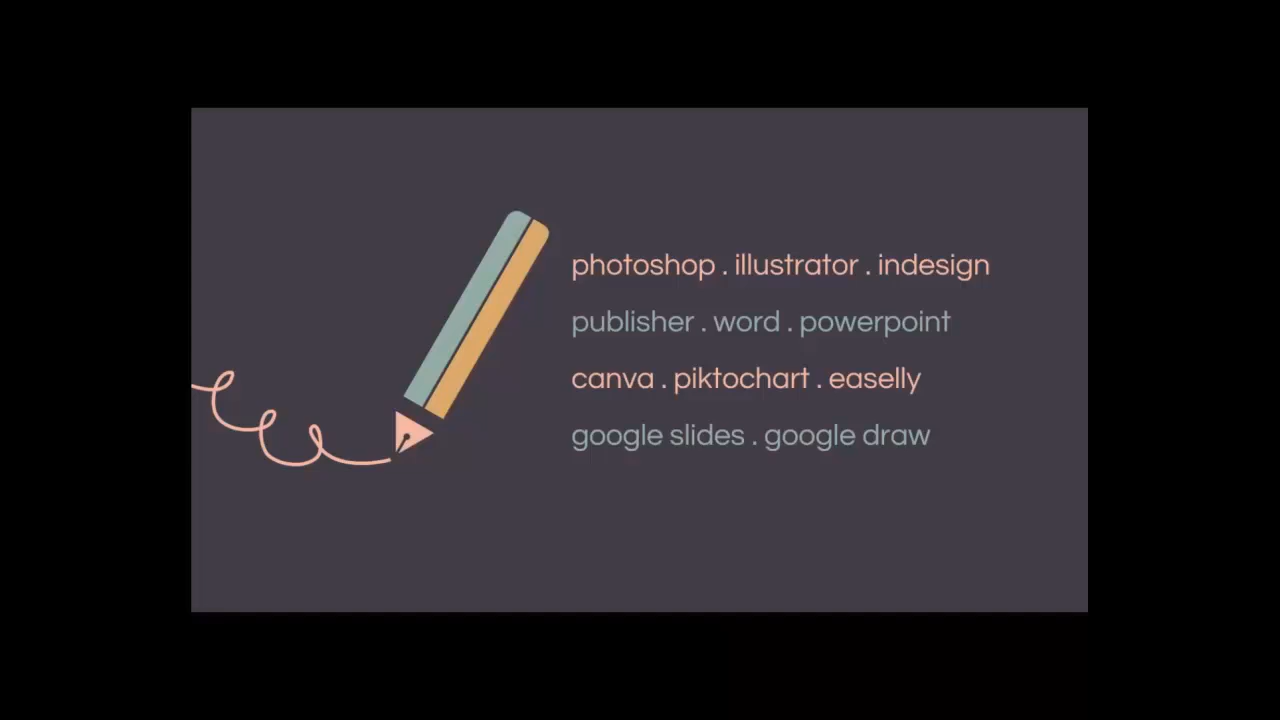 photoshop . illustrator . indesign
publisher . word . powerpoint
canva . piktochart . easelly
google slides . google draw